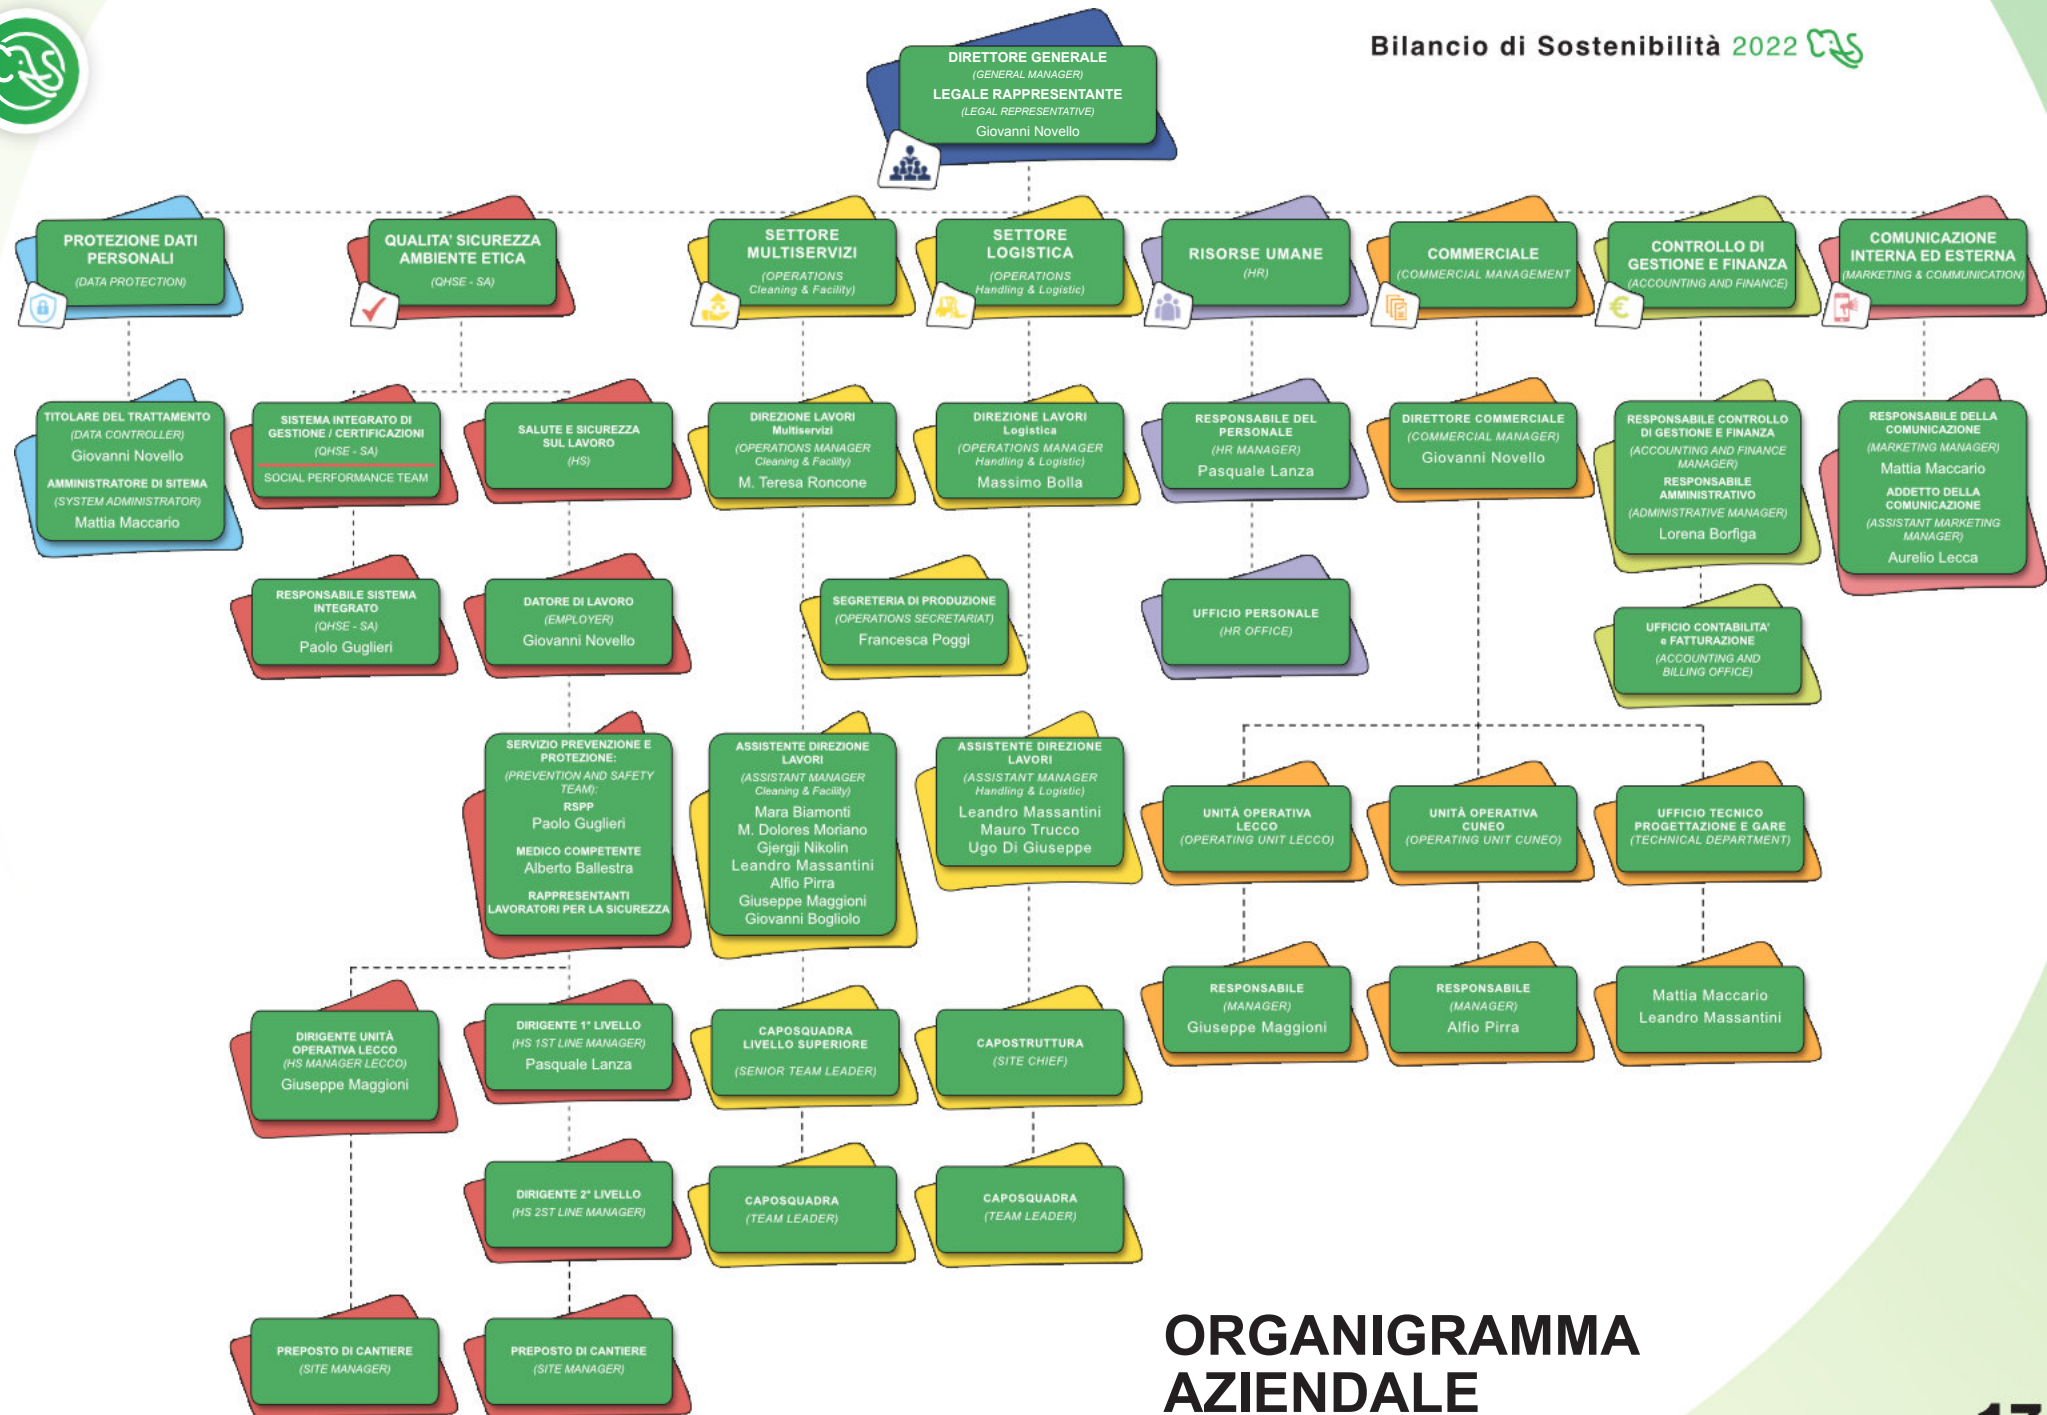 Bilancio di Sostenibilità 2022
DIRETTORE GENERALE
(GENERAL MANAGER)
LEGALE RAPPRESENTANTE
(LEGAL REPRESENTATIVE)
Giovanni Novello
PROTEZIONE DATI
PERSONALI
(DATA PROTECTION)
QUALITA' SICUREZZA
AMBIENTE ETICA
(QHSE - SA)
SETTORE
MULTISERVIZI
(OPERATIONS
Cleaning & Facility)
SETTORE
LOGISTICA
(OPERATIONS
Handling & Logistic)
RISORSE UMANE
(HR)
COMMERCIALE
(COMMERCIAL MANAGEMENT
CONTROLLO DI
GESTIONE E FINANZA
(ACCOUNTING AND FINANCE)
COMUNICAZIONE
INTERNA ED ESTERNA
(MARKETING & COMMUNICATION)
TITOLARE DEL TRATTAMENTO
(DATA CONTROLLER)
Giovanni Novello
AMMINISTRATORE DI SITEMA
(SYSTEM ADMINISTRATOR)
Mattia Maccario
SISTEMA INTEGRATO DI
GESTIONE / CERTIFICAZIONI
(QHSE - SA)
SOCIAL PERFORMANCE TEAM
SALUTE E SICUREZZA
SUL LAVORO
(HS)
DIREZIONE LAVORI
Multiservizi
(OPERATIONS MANAGER
Cleaning & Facility)
M. Teresa Roncone
DIREZIONE LAVORI
Logistica
(OPERATIONS MANAGER
Handling & Logistic)
Massimo Bolla
RESPONSABILE DEL
PERSONALE
(HR MANAGER)
Pasquale Lanza
DIRETTORE COMMERCIALE
(COMMERCIAL MANAGER)
Giovanni Novello
RESPONSABILE CONTROLLO
DI GESTIONE E FINANZA
(ACCOUNTING AND FINANCE
MANAGER)
RESPONSABILE
AMMINISTRATIVO
(ADMINISTRATIVE MANAGER)
Lorena Borfiga
RESPONSABILE DELLA
COMUNICAZIONE
(MARKETING MANAGER)
Mattia Maccario
ADDETTO DELLA
COMUNICAZIONE
(ASSISTANT MARKETING
MANAGER)
Aurelio Lecca
RESPONSABILE SISTEMA
INTEGRATO
(QHSE - SA)
Paolo Guglieri
DATORE DI LAVORO
(EMPLOYER)
Giovanni Novello
SEGRETERIA DI PRODUZIONE
(OPERATIONS SECRETARIAT)
Francesca Poggi
UFFICIO PERSONALE
(HR OFFICE)
UFFICIO CONTABILITA'
e FATTURAZIONE
(ACCOUNTING AND
BILLING OFFICE)
SERVIZIO PREVENZIONE E
PROTEZIONE:
(PREVENTION AND SAFETY
TEAM):
RSPP
Paolo Guglieri
MEDICO COMPETENTE
Alberto Ballestra
RAPPRESENTANTI
LAVORATORI PER LA SICUREZZA
ASSISTENTE DIREZIONE
LAVORI
(ASSISTANT MANAGER
Cleaning & Facility)
Mara Biamonti
M. Dolores Moriano
Gjergji Nikolin
Leandro Massantini
Alfio Pirra
Giuseppe Maggioni
Giovanni Bogliolo
ASSISTENTE DIREZIONE
LAVORI
(ASSISTANT MANAGER
Handling & Logistic)
Leandro Massantini
Mauro Trucco
Ugo Di Giuseppe
UNITÀ OPERATIVA
LECCO
(OPERATING UNIT LECCO)
UNITÀ OPERATIVA
CUNEO
(OPERATING UNIT CUNEO)
UFFICIO TECNICO
PROGETTAZIONE E GARE
(TECHNICAL DEPARTMENT)
DIRIGENTE UNITÀ
OPERATIVA LECCO
(HS MANAGER LECCO)
Giuseppe Maggioni
DIRIGENTE 1° LIVELLO
(HS 1ST LINE MANAGER)
Pasquale Lanza
CAPOSQUADRA
LIVELLO SUPERIORE
(SENIOR TEAM LEADER)
CAPOSTRUTTURA
(SITE CHIEF)
RESPONSABILE
(MANAGER)
Giuseppe Maggioni
RESPONSABILE
(MANAGER)
Alfio Pirra
Mattia Maccario
Leandro Massantini
DIRIGENTE 2° LIVELLO
(HS 2ST LINE MANAGER)
CAPOSQUADRA
(TEAM LEADER)
CAPOSQUADRA
(TEAM LEADER)
PREPOSTO DI CANTIERE
(SITE MANAGER)
PREPOSTO DI CANTIERE
(SITE MANAGER)
ORGANIGRAMMA
AZIENDALE